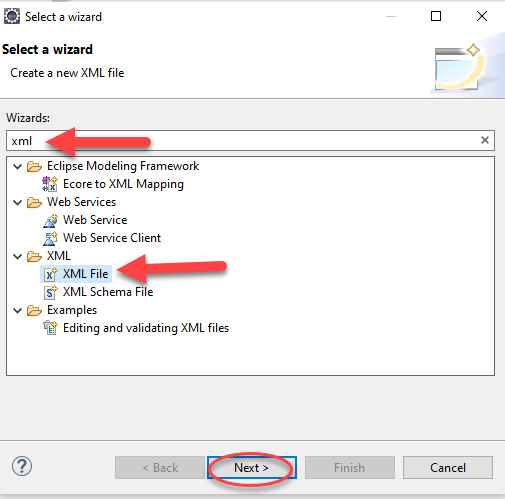 Select a wizard
Select a wizard
Create a new XML file
Wizards:
xml
Eclipse Modeling Framework
Ecore to XML Mapping
Web Services
Web Service
Web Service Client
XML
XML File
XML Schema File
Examples
Editing and validating XML files
? < Back Next > Finish Cancel